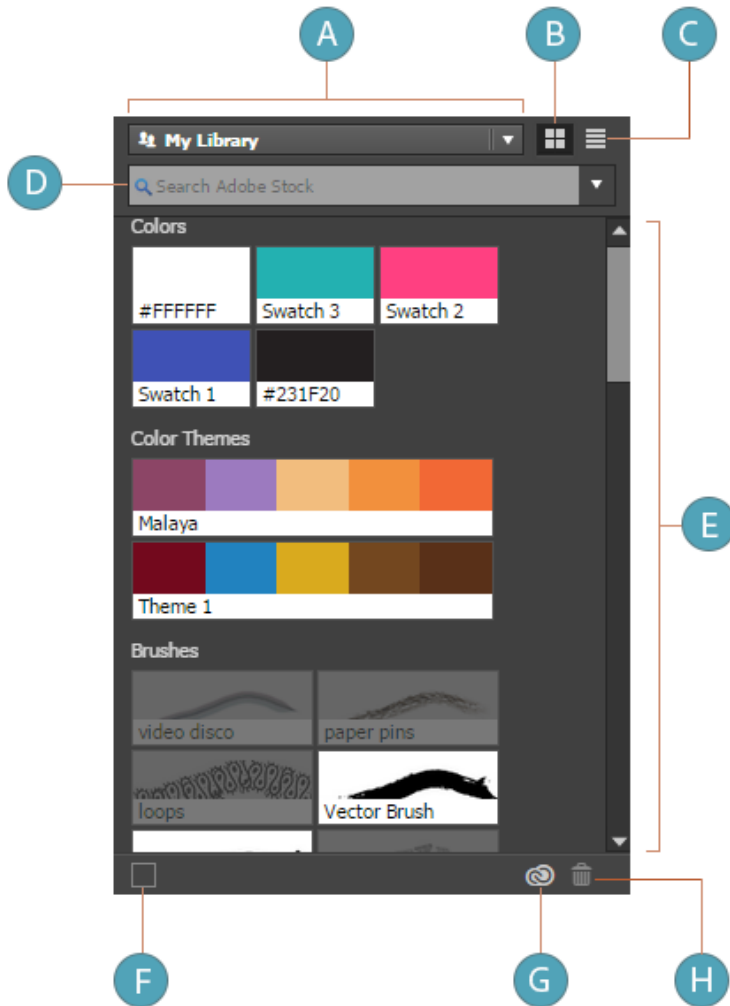 A
B
C
My Library
D
Search Adobe Stock
Colors
#FFFFFF
Swatch 3
Swatch 2
Swatch 1
#231F20
Color Themes
Malaya
E
Theme 1
Brushes
video disco
paper pins
loops
Vector Brush
F
G
H